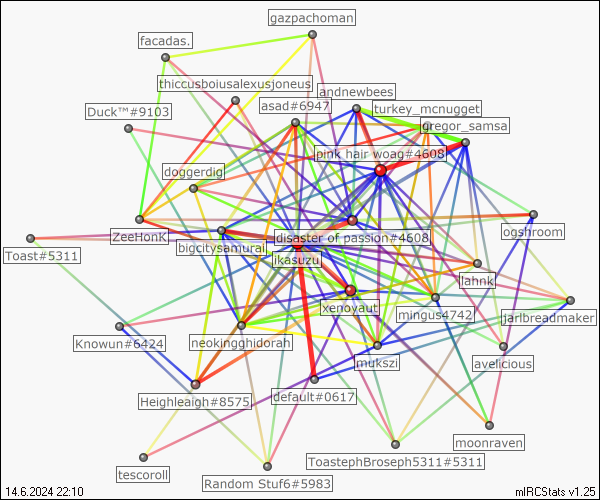 gazpachoman
facadas.
thiccusboiusalexusjoneus
andnewbees
Duck™#9103
asad#6947
turkey_mcnugget
gregor_samsa
pink hair woag#4608
doggerdig
ZeeHonK
bigcitysamurai
disaster of passion#4608
ogshroom
Toast#5311
ikasuzu
lahnk
xenoyaut
mingus4742
jarlbreadmaker
Knowun#6424
neokingghidorah
mukszi
avelicious
Heighleaigh#8575
default#0617
moonraven
tescoroll
ToastephBroseph5311#5311
Random Stuf6#5983
14.6.2024 22:10
mIRCStats v1.25